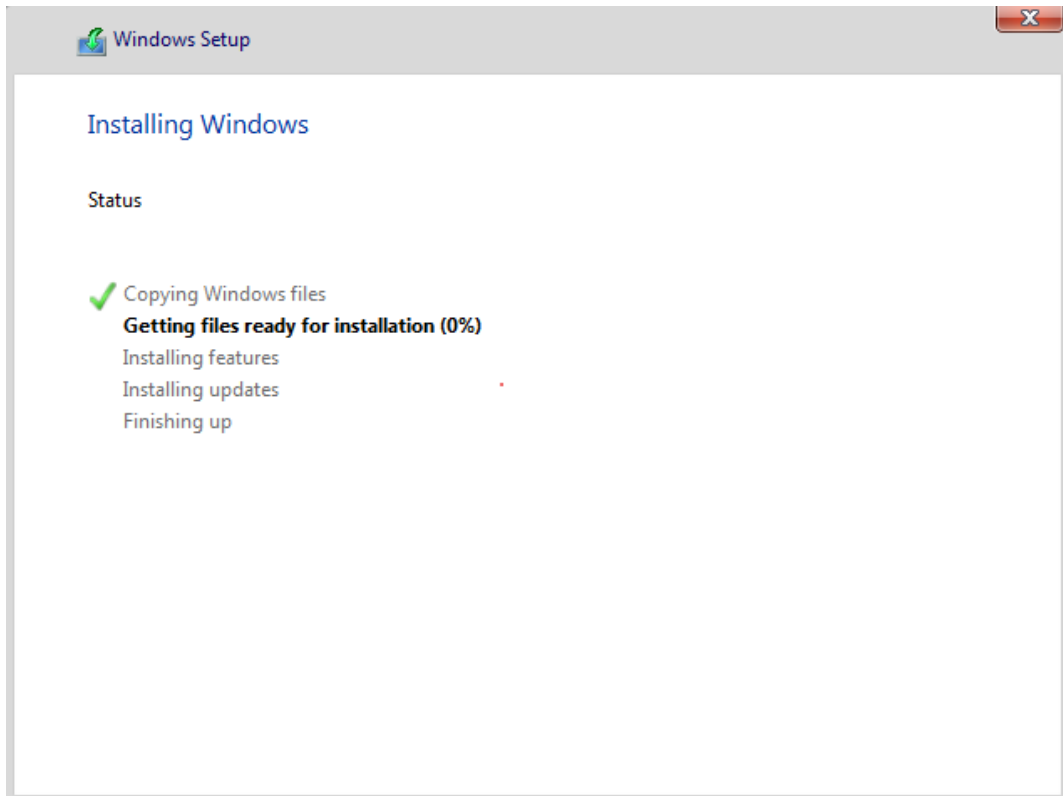 Windows Setup
Installing Windows
Status
Copying Windows files
Getting files ready for installation (0%)
Installing features
Installing updates
Finishing up